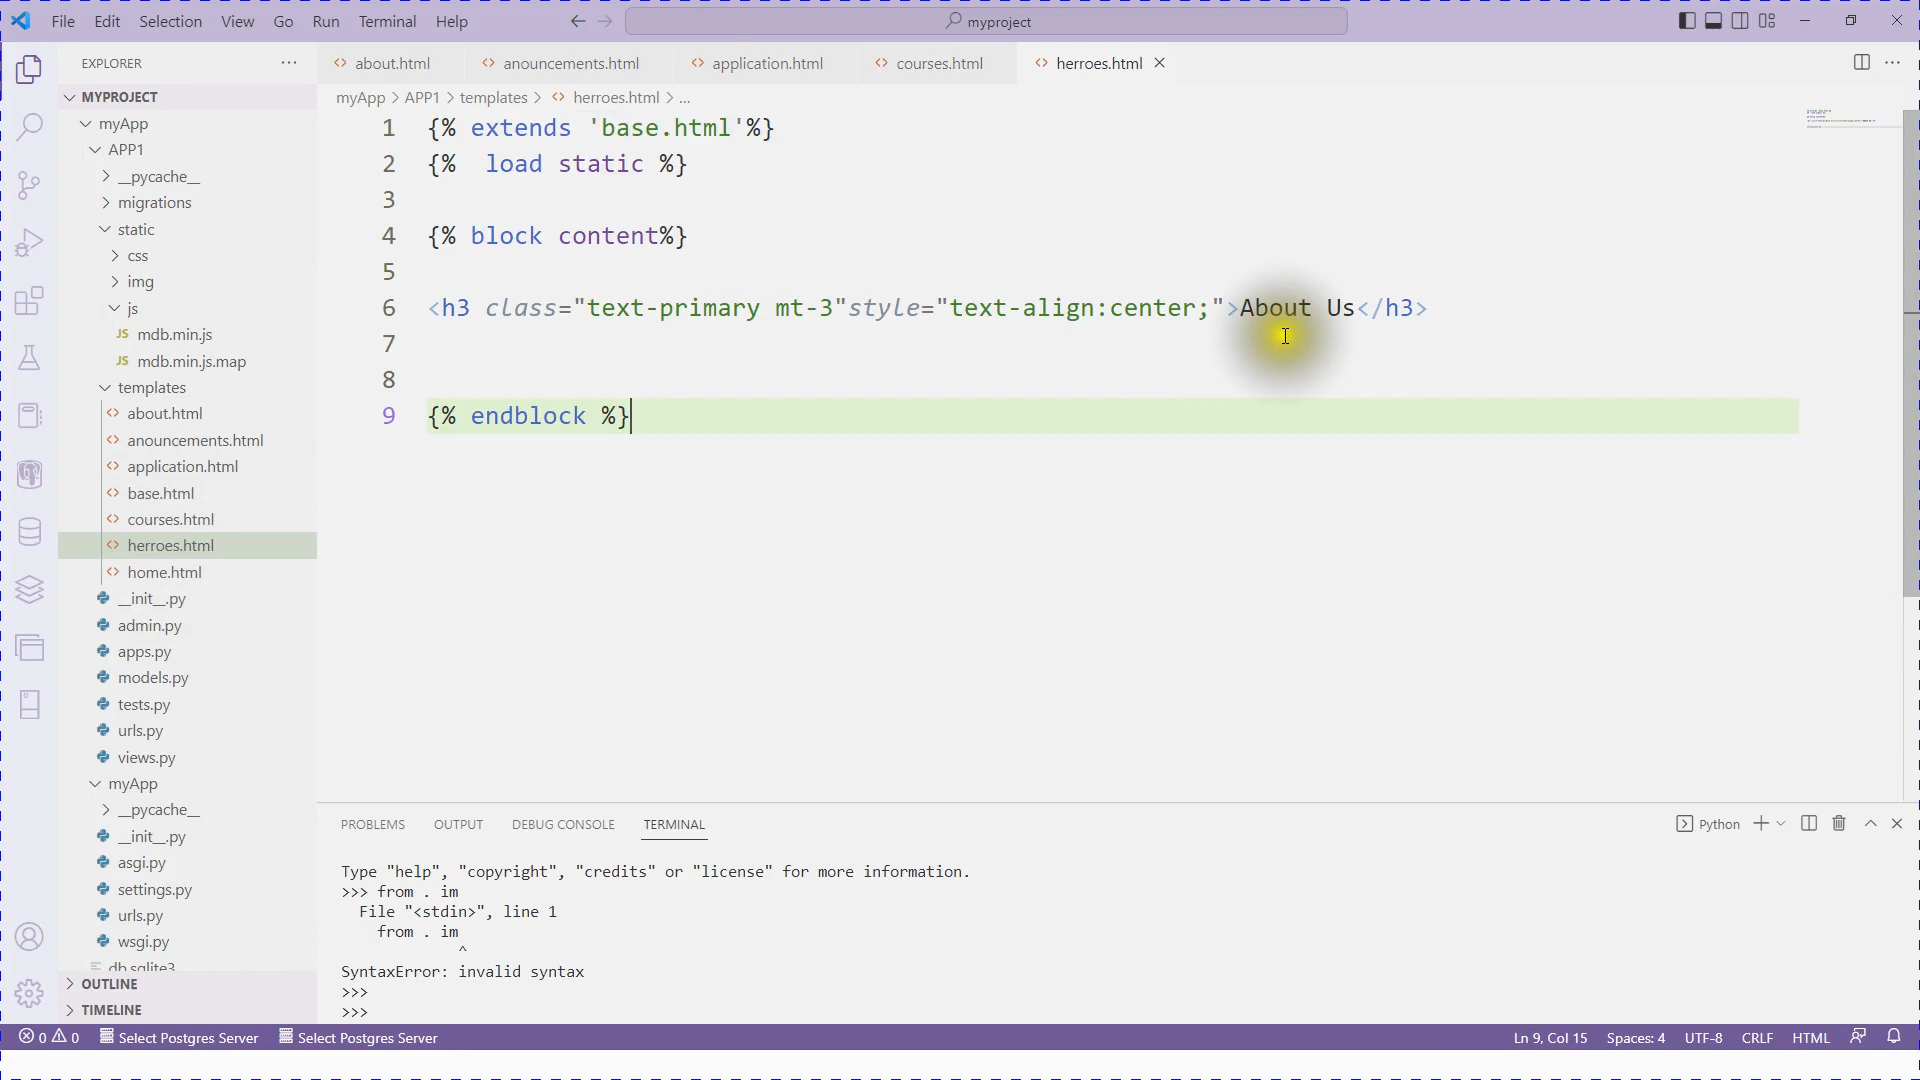 File Edit Selection View Go Run Terminal Help
myproject
EXPLORER
MYPROJECT
myApp
APP1
__pycache__
migrations
static
css
img
js
JS mdb.min.js
JS mdb.min.js.map
templates
about.html
anouncements.html
application.html
base.html
courses.html
herroes.html
home.html
__init__.py
admin.py
apps.py
models.py
tests.py
urls.py
views.py
myApp
__pycache__
__init__.py
asgi.py
settings.py
urls.py
wsgi.py
db.sqlite3
OUTLINE
TIMELINE
about.html anouncements.html application.html courses.html herroes.html
myApp > APP1 > templates > herroes.html > ...
1 {% extends 'base.html'%}
2 {%  load static %}
3
4 {% block content%}
5
6 <h3 class="text-primary mt-3"style="text-align:center;">About Us</h3>
7
8
9 {% endblock %}
PROBLEMS OUTPUT DEBUG CONSOLE TERMINAL
Python
Type "help", "copyright", "credits" or "license" for more information.
>>> from . im
File "<stdin>", line 1
from . im
^
SyntaxError: invalid syntax
>>>
>>>
0 0 Select Postgres Server Select Postgres Server Ln 9, Col 15 Spaces: 4 UTF-8 CRLF HTML